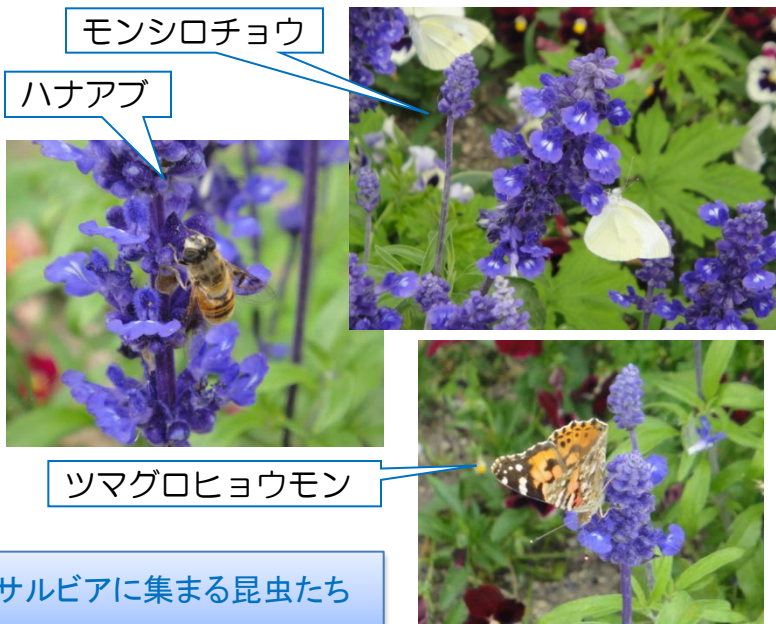 モンシロチョウ
ハナアブ
ツマグロヒョウモン
サルビアに集まる昆虫たち